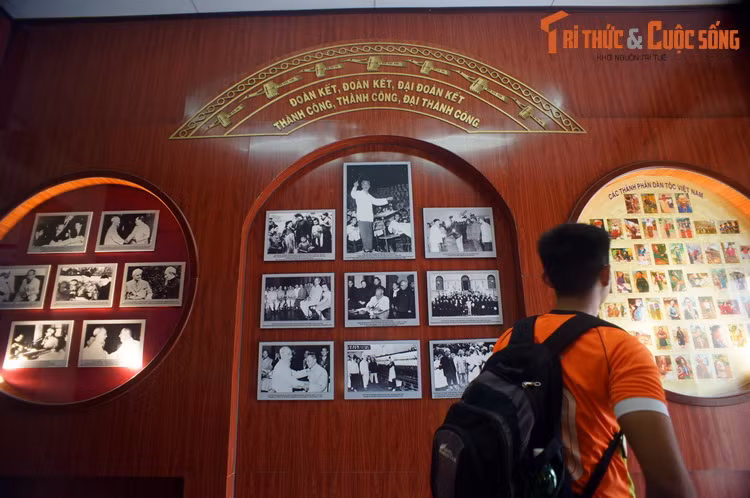 TRI THỨC & CUỘC SỐNG
KHƠI NGUỒN TRI TUỆ
ĐOÀN KẾT, ĐOÀN KẾT, ĐẠI ĐOÀN KẾT
THÀNH CÔNG, THÀNH CÔNG, ĐẠI THÀNH CÔNG
CÁC THÀNH PHẦN DÂN TỘC VIỆT NAM